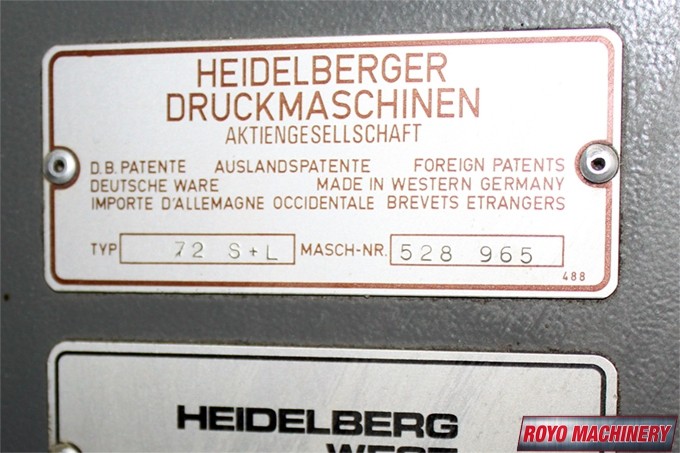 HEIDELBERGER
DRUCKMASCHINEN
AKTIENGESELLSCHAFT
D.B. PATENTE AUSLANDSPATENTE FOREIGN PATENTS
DEUTSCHE WARE MADE IN WESTERN GERMANY
IMPORTE D'ALLEMAGNE OCCIDENTALE BREVETS ETRANGERS
TYP 72 S+L MASCH-NR. 528 965
488
HEIDELBERG
WEST
ROYO MACHINERY